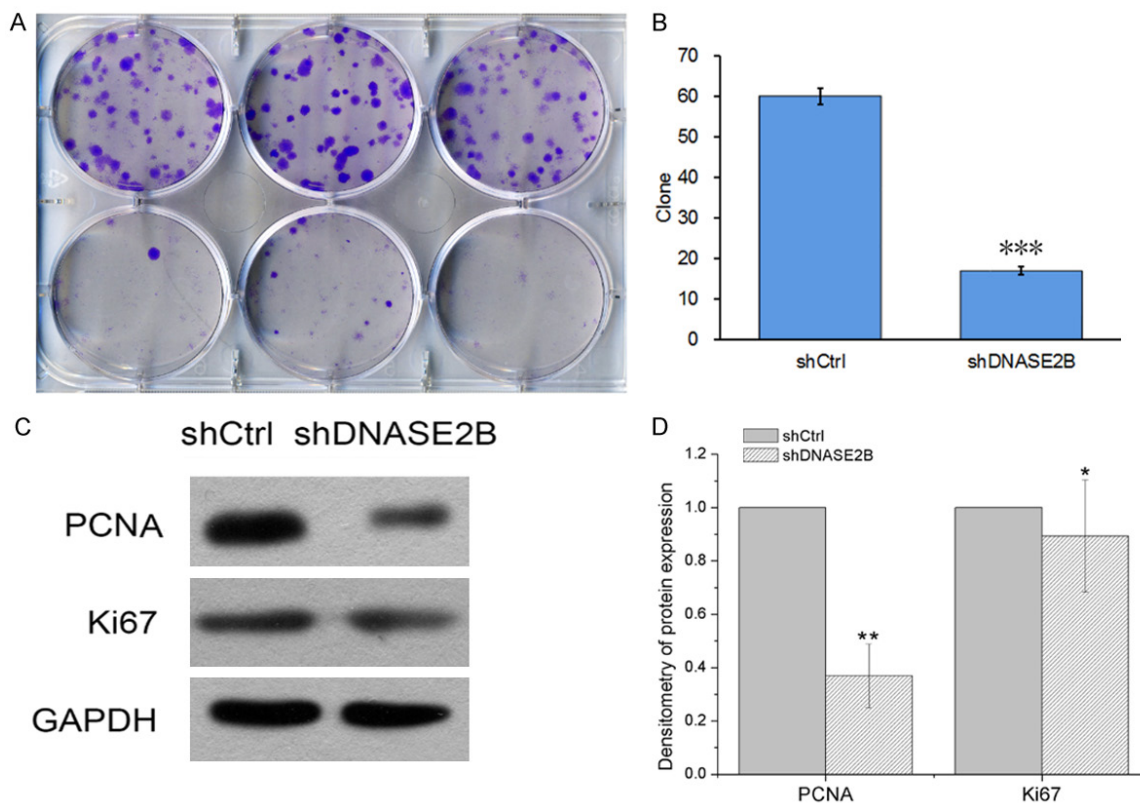 A
B
60
70
60
50
40
30
20
10
0
Clone
***
shCtrl
shDNASE2B
C
shCtrl shDNASE2B
PCNA
Ki67
GAPDH
D
shCtrl
shDNASE2B
1.2
1.0
0.8
0.6
0.4
0.2
0.0
Densitometry of protein expression
**
*
PCNA
Ki67